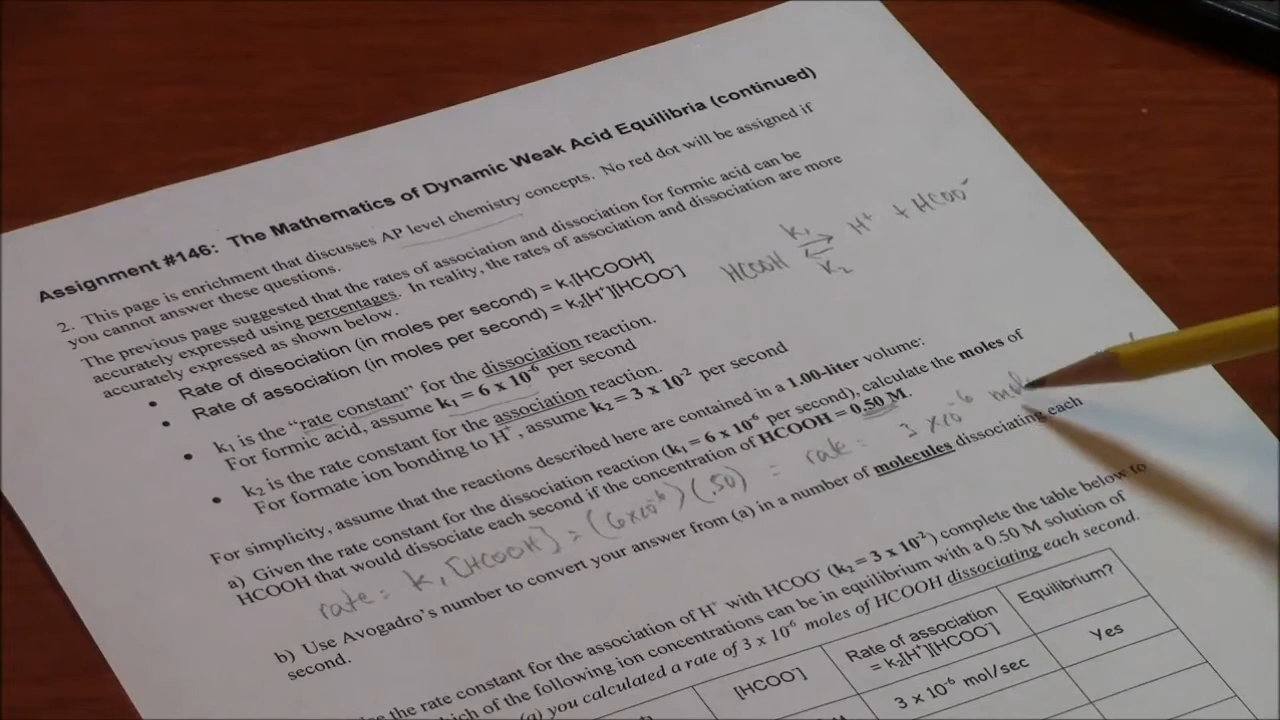 Assignment #146: The Mathematics of Dynamic Weak Acid Equilibria (continued)
2. This page is enrichment that discusses AP level chemistry concepts. No red dot will be assigned if
you cannot answer these questions.
The previous page suggested that the rates of association and dissociation for formic acid can be
accurately expressed using percentages. In reality, the rates of association and dissociation are more
accurately expressed as shown below.
• Rate of dissociation (in moles per second) = k₁[HCOOH]
• Rate of association (in moles per second) = k₂[H⁺][HCOO⁻]
HCOOH k₁ ⇌ k₂ H⁺ + HCOO⁻
• k₁ is the "rate constant" for the dissociation reaction.
For formic acid, assume k₁ = 6 x 10⁻⁶ per second
• k₂ is the rate constant for the association reaction.
For formate ion bonding to H⁺, assume k₂ = 3 x 10⁻² per second
For simplicity, assume that the reactions described here are contained in a 1.00-liter volume:
a) Given the rate constant for the dissociation reaction (k₁ = 6 x 10⁻⁶ per second), calculate the moles of
HCOOH that would dissociate each second if the concentration of HCOOH = 0.50 M.
rate = k₁[HCOOH] = (6x10⁻⁶)(.50) = rate = 3 x10⁻⁶ mol
b) Use Avogadro's number to convert your answer from (a) in a number of molecules dissociating each
second.
the rate constant for the association of H⁺ with HCOO⁻ (k₂ = 3 x 10⁻²) complete the table below to
which of the following ion concentrations can be in equilibrium with a 0.50 M solution of
(a) you calculated a rate of 3 x 10⁻⁶ moles of HCOOH dissociating each second.
[HCOO⁻] Rate of association = k₂[H⁺][HCOO⁻] Equilibrium?
3 x 10⁻⁶ mol/sec Yes